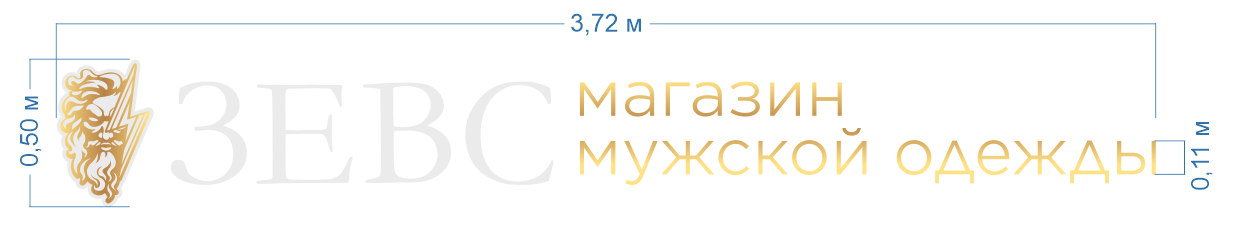 3,72 м
0,50 м
ЗЕВС
магазин
мужской одежды
0,11 м